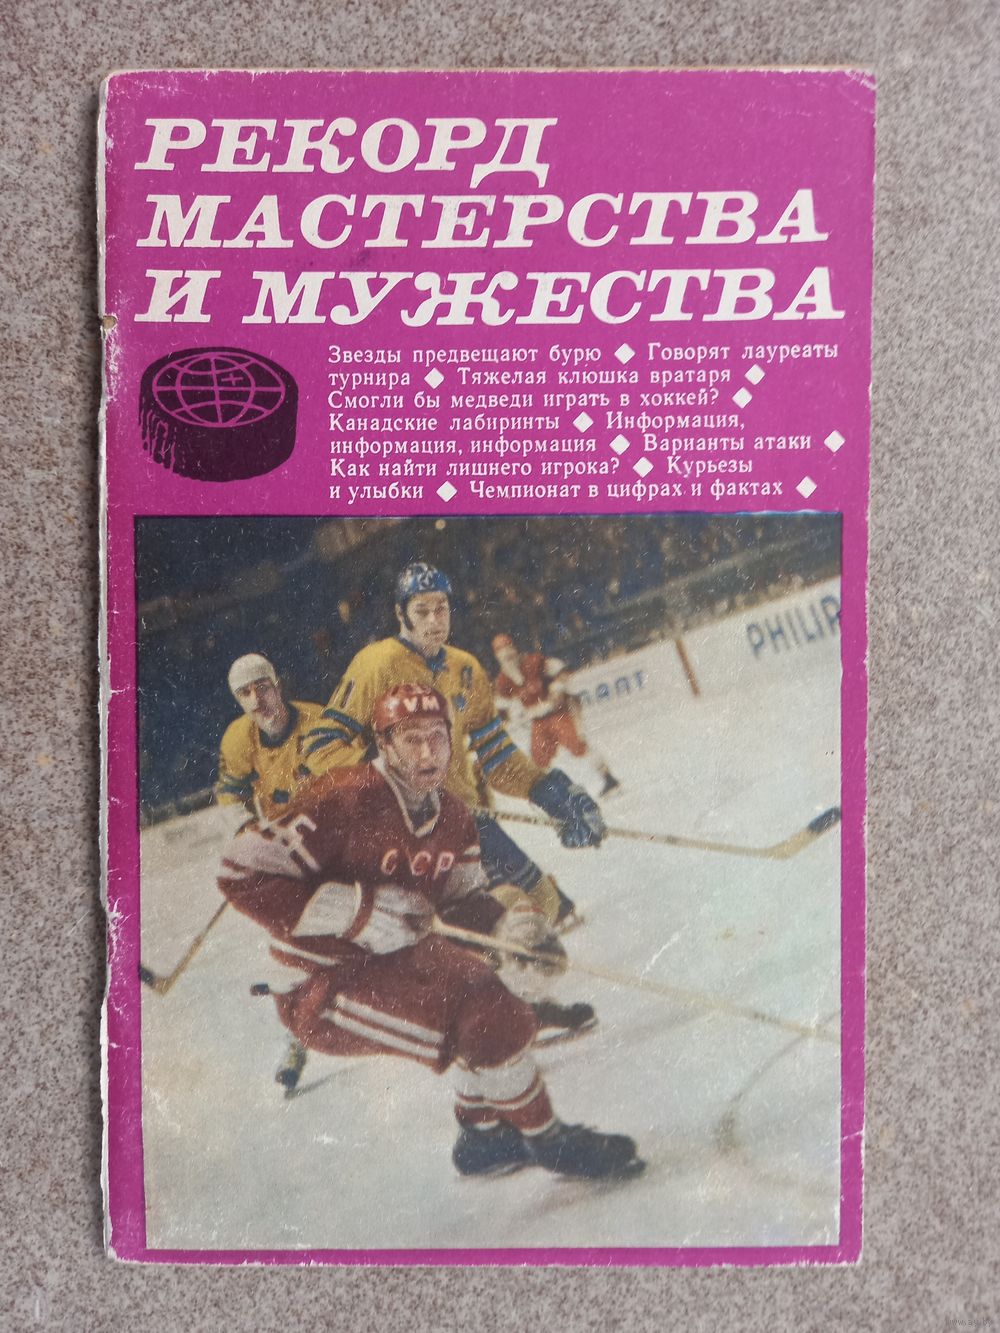 РЕКОРД
МАСТЕРСТВА
И МУЖЕСТВА
Звезды предвещают бурю ◆ Говорят лауреаты
турнира ◆ Тяжелая клюшка вратаря ◆
Смогли бы медведи играть в хоккей? ◆
Канадские лабиринты ◆ Информация,
информация, информация ◆ Варианты атаки ◆
Как найти лишнего игрока? ◆ Курьезы
и улыбки ◆ Чемпионат в цифрах и фактах ◆
PHILIP
VM
СССР